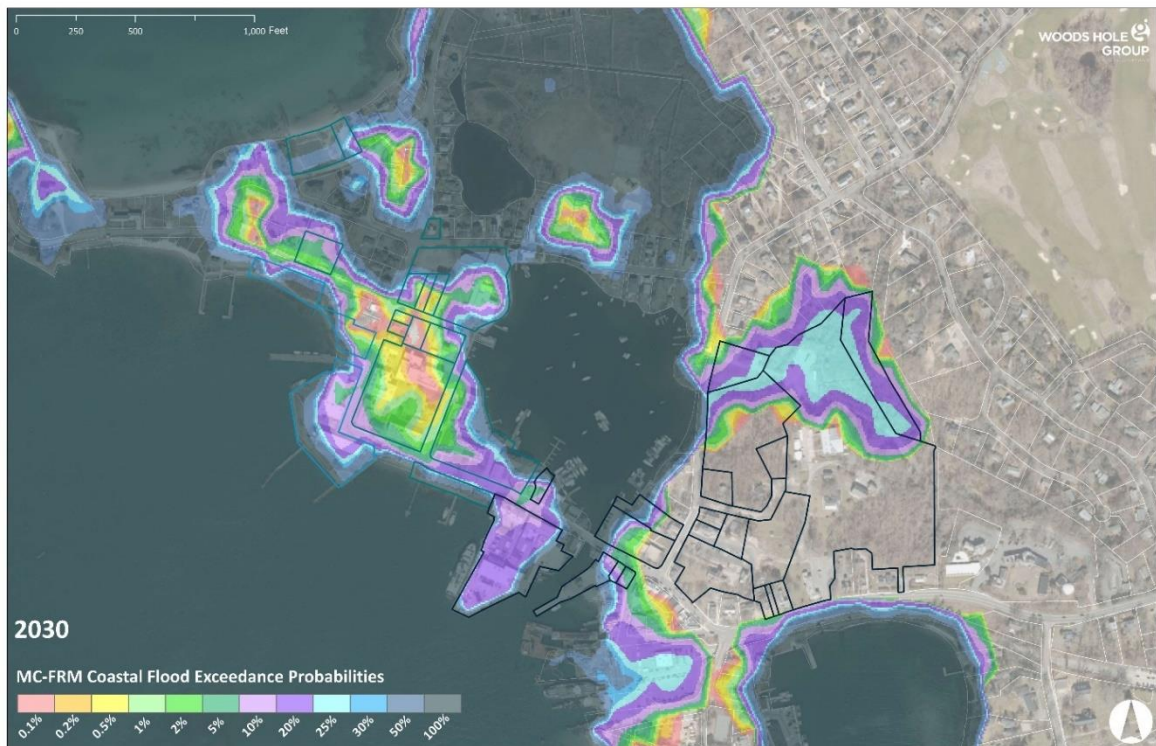 0 250 500 1,000 Feet
WOODS HOLE
GROUP
2030
MC-FRM Coastal Flood Exceedance Probabilities
0.1% 0.2% 0.5% 1% 2% 5% 10% 20% 25% 30% 50% 100%